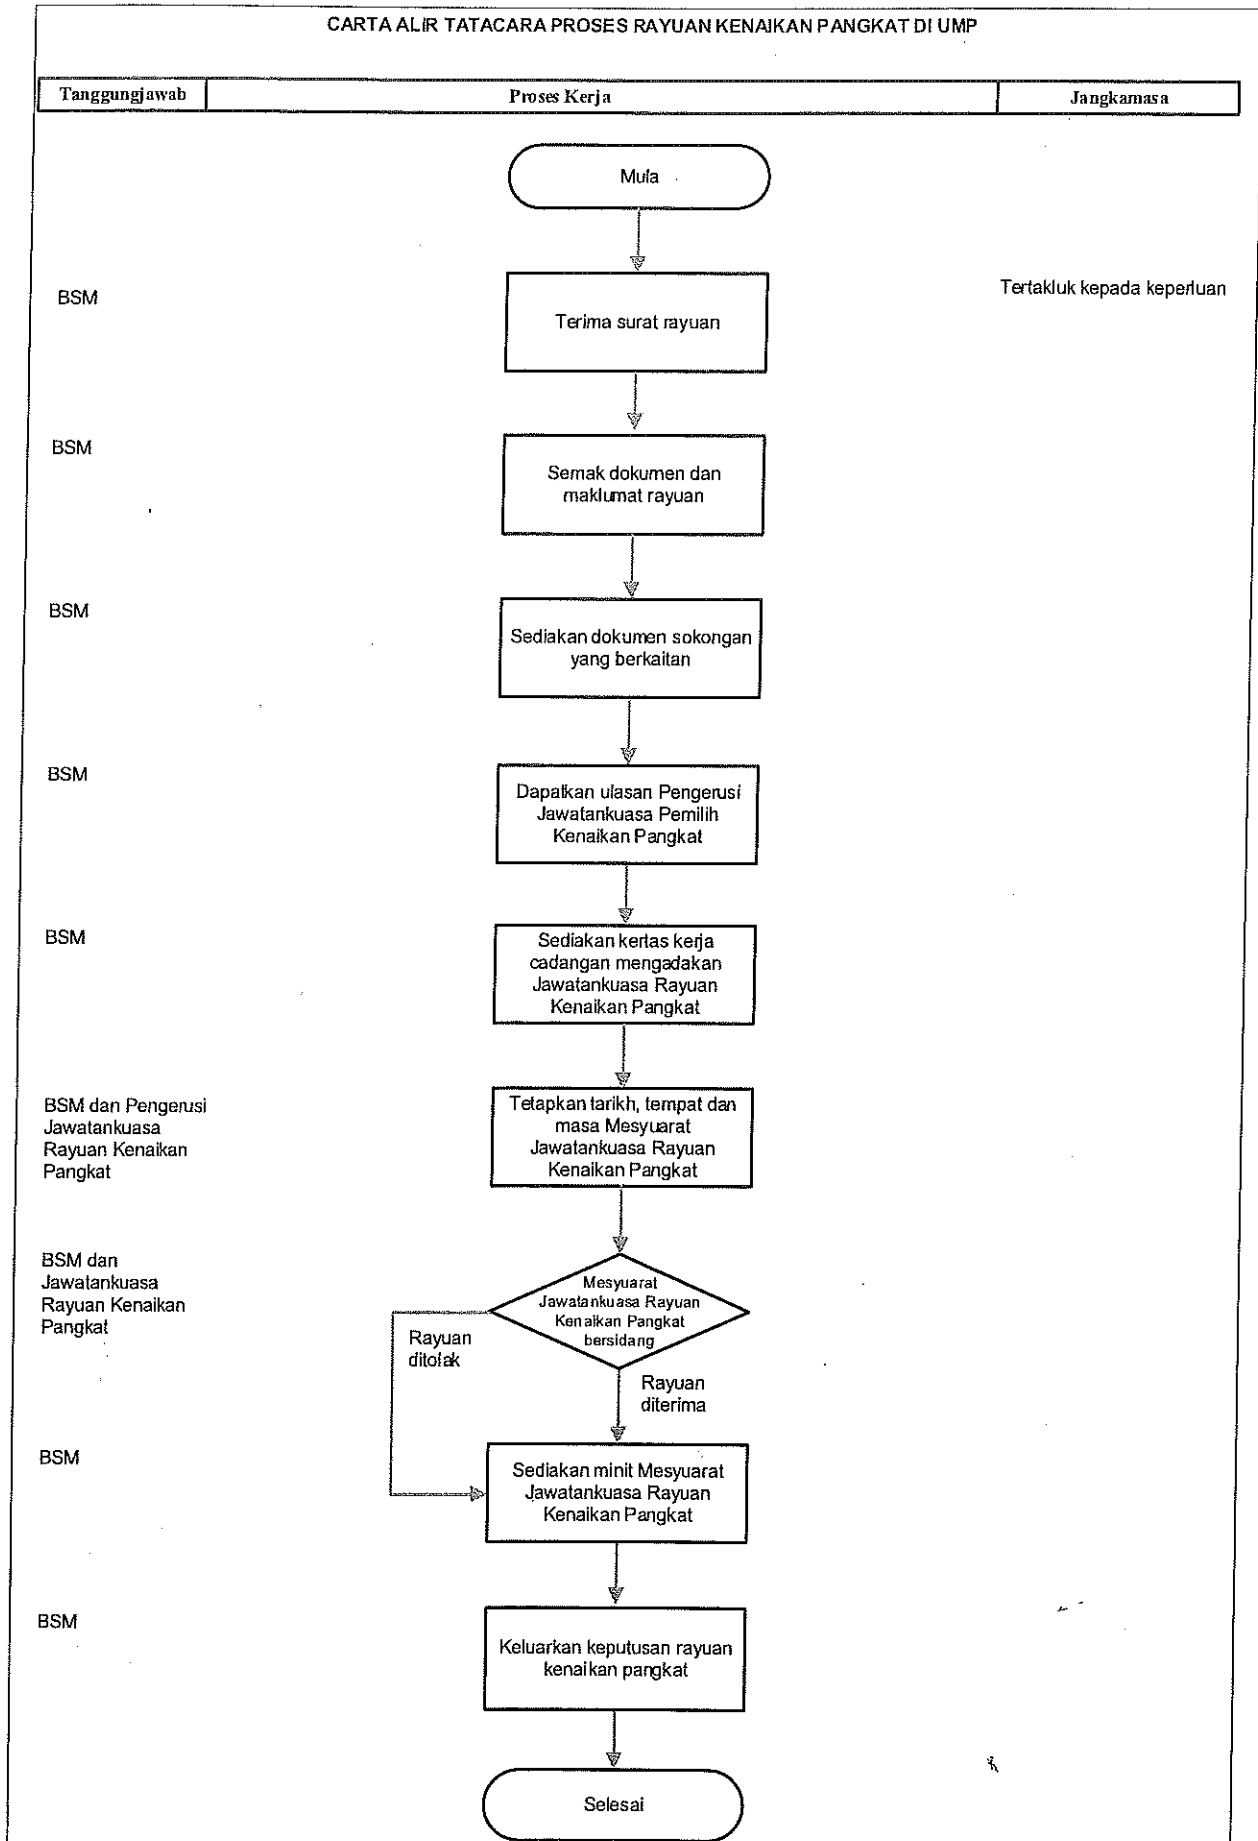 CARTA ALIR TATACARA PROSES RAYUAN KENAIKAN PANGKAT DI UMP
Tanggungjawab
Proses Kerja
Jangkamasa
Mula
BSM
Terima surat rayuan
Tertakluk kepada keperluan
BSM
Semak dokumen dan
maklumat rayuan
BSM
Sediakan dokumen sokongan
yang berkaitan
BSM
Dapatkan ulasan Pengerusi
Jawatankuasa Pemilih
Kenaikan Pangkat
BSM
Sediakan kertas kerja
cadangan mengadakan
Jawatankuasa Rayuan
Kenaikan Pangkat
BSM dan Pengerusi
Jawatankuasa
Rayuan Kenaikan
Pangkat
Tetapkan tarikh, tempat dan
masa Mesyuarat
Jawatankuasa Rayuan
Kenaikan Pangkat
BSM dan
Jawatankuasa
Rayuan Kenaikan
Pangkat
Mesyuarat
Jawatankuasa Rayuan
Kenaikan Pangkat
bersidang
Rayuan
ditolak
Rayuan
diterima
BSM
Sediakan minit Mesyuarat
Jawatankuasa Rayuan
Kenaikan Pangkat
BSM
Keluarkan keputusan rayuan
kenaikan pangkat
Selesai